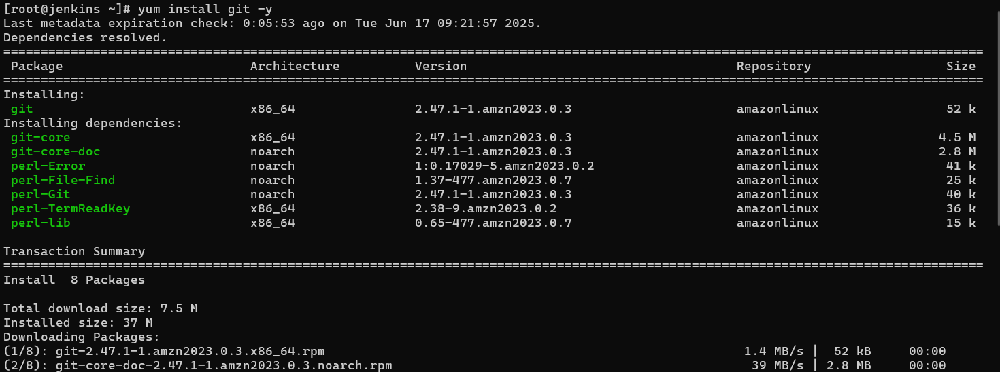 [root@jenkins ~]# yum install git -y
Last metadata expiration check: 0:05:53 ago on Tue Jun 17 09:21:57 2025.
Dependencies resolved.
===================================================================================================================================
Package Architecture Version Repository Size
===================================================================================================================================
Installing:
git x86_64 2.47.1-1.amzn2023.0.3 amazonlinux 52 k
Installing dependencies:
git-core x86_64 2.47.1-1.amzn2023.0.3 amazonlinux 4.5 M
git-core-doc noarch 2.47.1-1.amzn2023.0.3 amazonlinux 2.8 M
perl-Error noarch 1:0.17029-5.amzn2023.0.2 amazonlinux 41 k
perl-File-Find noarch 1.37-477.amzn2023.0.7 amazonlinux 25 k
perl-Git noarch 2.47.1-1.amzn2023.0.3 amazonlinux 40 k
perl-TermReadKey x86_64 2.38-9.amzn2023.0.2 amazonlinux 36 k
perl-lib x86_64 0.65-477.amzn2023.0.7 amazonlinux 15 k
Transaction Summary
===================================================================================================================================
Install 8 Packages
Total download size: 7.5 M
Installed size: 37 M
Downloading Packages:
(1/8): git-2.47.1-1.amzn2023.0.3.x86_64.rpm 1.4 MB/s | 52 kB 00:00
(2/8): git-core-doc-2.47.1-1.amzn2023.0.3.noarch.rpm 39 MB/s | 2.8 MB 00:00